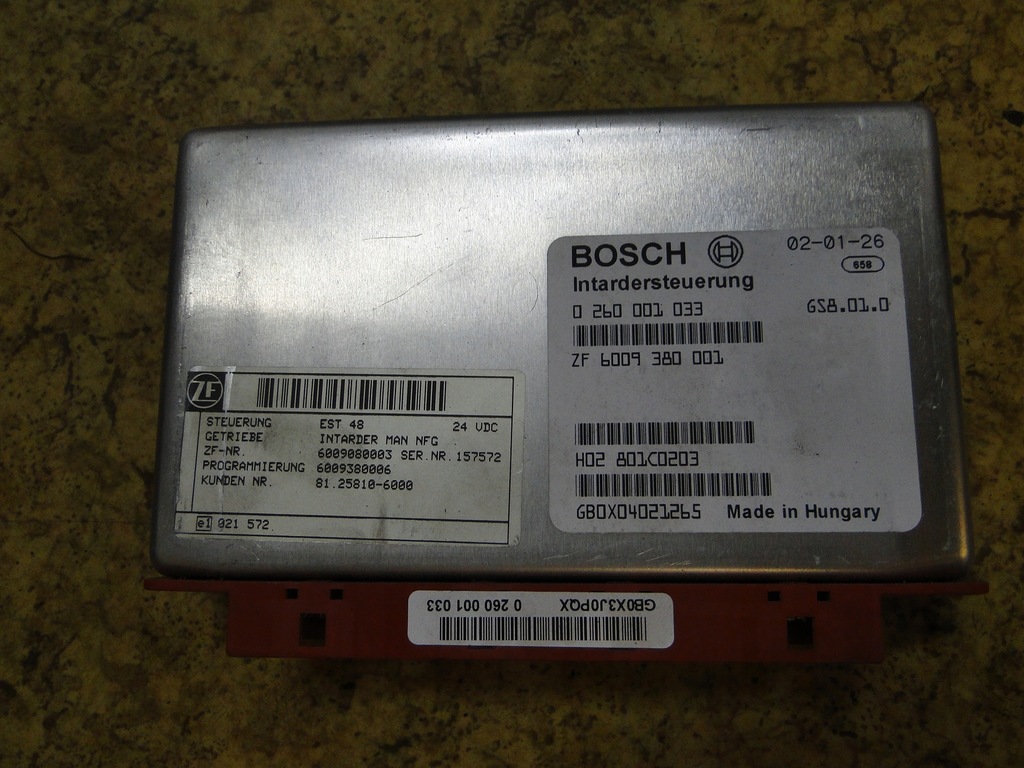 BOSCH 02-01-26
658
Intardersteuerung
0 260 001 033 GS8.01.0
ZF 6009 380 001
H02 801C0203
GB0X04021265 Made in Hungary
ZF
STEUERUNG EST 48 24 VDC
GETRIEBE INTARDER MAN NFG
ZF-NR. 6009080003 SER.NR.157572
PROGRAMMIERUNG 6009380006
KUNDEN NR. 81.25810-6000
e1 021 572
GB0X3J0PQX 0 260 001 033